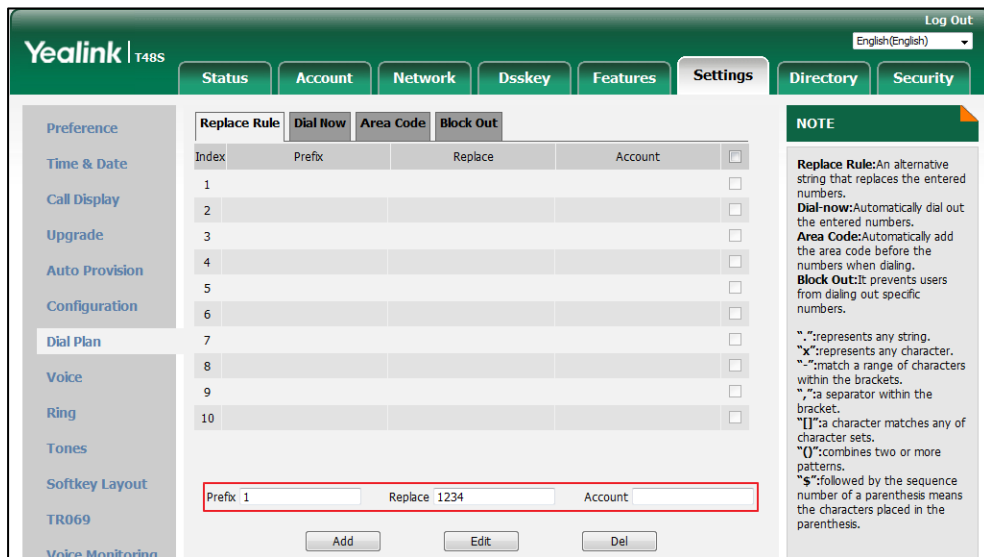 Log Out
English(English)
Yealink T48S
Status Account Network Dsskey Features Settings Directory Security
Preference
Time & Date
Call Display
Upgrade
Auto Provision
Configuration
Dial Plan
Voice
Ring
Tones
Softkey Layout
TR069
Voice Monitoring
Replace Rule Dial Now Area Code Block Out
Index Prefix Replace Account
1
2
3
4
5
6
7
8
9
10
Prefix 1 Replace 1234 Account
Add Edit Del
NOTE
Replace Rule:An alternative
string that replaces the entered
numbers.
Dial-now:Automatically dial out
the entered numbers.
Area Code:Automatically add
the area code before the
numbers when dialing.
Block Out:It prevents users
from dialing out specific
numbers.
".":represents any string.
"x":represents any character.
"-":match a range of characters
within the brackets.
",":a separator within the
bracket.
"[]":a character matches any of
character sets.
"()":combines two or more
patterns.
"$":followed by the sequence
number of a parenthesis means
the characters placed in the
parenthesis.